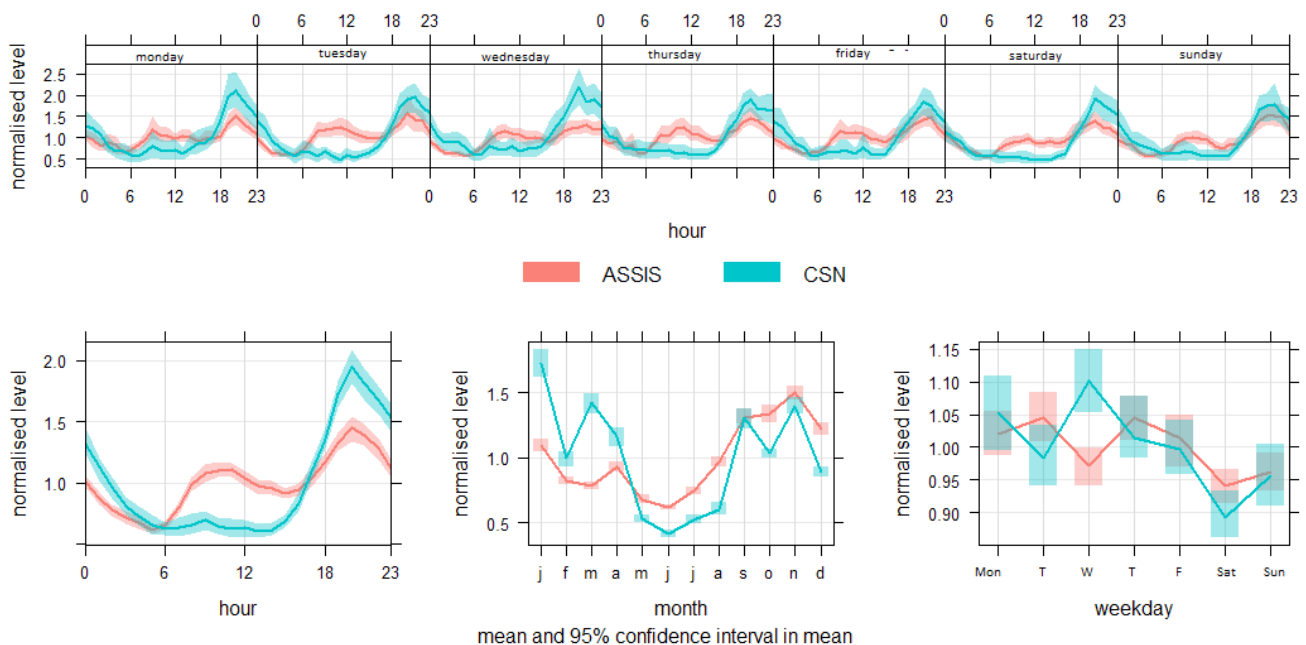 0 6 12 18 23 0 6 12 18 23 0 6 12 18 23
monday tuesday wednesday thursday friday - - saturday sunday
normalised level
2.5
2.0
1.5
1.0
0.5
0 6 12 18 23 0 6 12 18 23 0 6 12 18 23 0 6 12 18 23
hour
ASSIS CSN
normalised level
2.0
1.5
1.0
0 6 12 18 23
hour
normalised level
1.5
1.0
0.5
j f m a m j j a s o n d
month
normalised level
1.15
1.10
1.05
1.00
0.95
0.90
Mon T W T F Sat Sun
weekday
mean and 95% confidence interval in mean